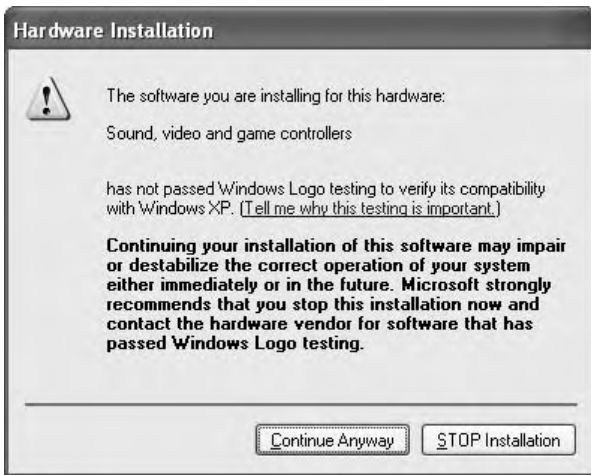 Hardware Installation
The software you are installing for this hardware:
Sound, video and game controllers
has not passed Windows Logo testing to verify its compatibility
with Windows XP. (Tell me why this testing is important.)
Continuing your installation of this software may impair
or destabilize the correct operation of your system
either immediately or in the future. Microsoft strongly
recommends that you stop this installation now and
contact the hardware vendor for software that has
passed Windows Logo testing.
Continue Anyway
STOP Installation